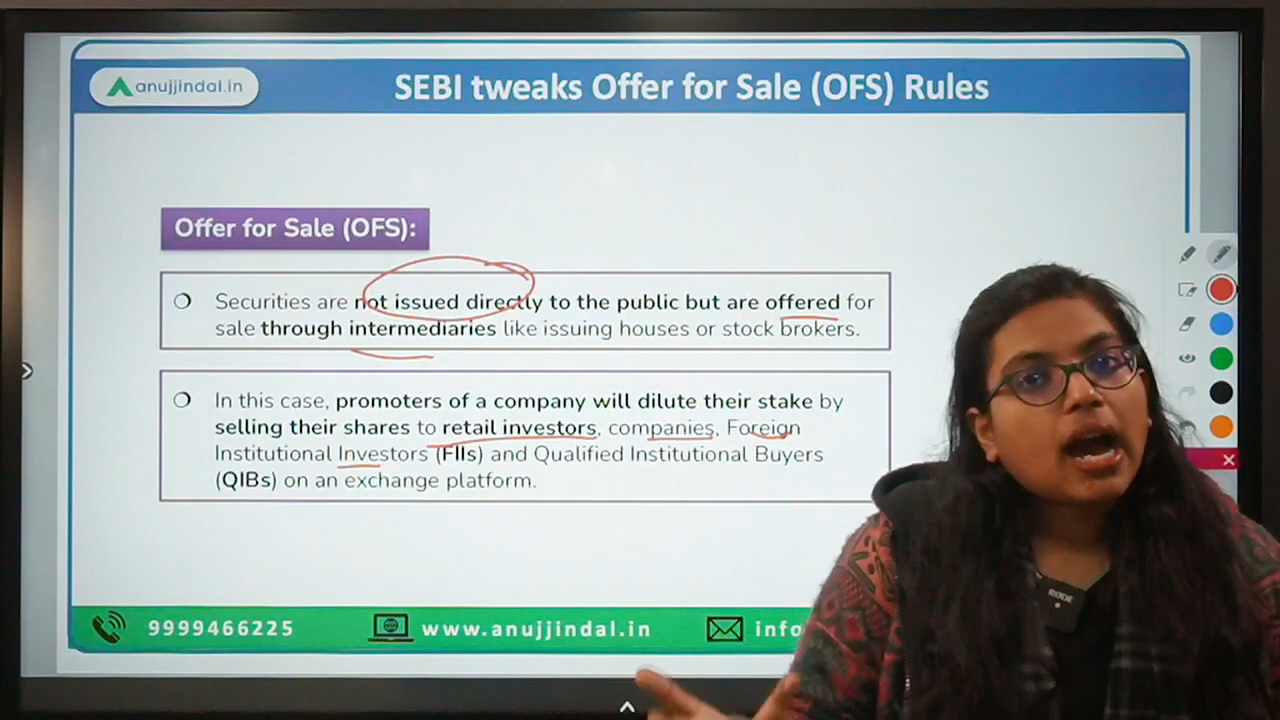 anujjindal.in
SEBI tweaks Offer for Sale (OFS) Rules
Offer for Sale (OFS):
Securities are not issued directly to the public but are offered for
sale through intermediaries like issuing houses or stock brokers.
In this case, promoters of a company will dilute their stake by
selling their shares to retail investors, companies, Foreign
Institutional Investors (FIIs) and Qualified Institutional Buyers
(QIBs) on an exchange platform.
9999466225
www.anujjindal.in
info
RODE